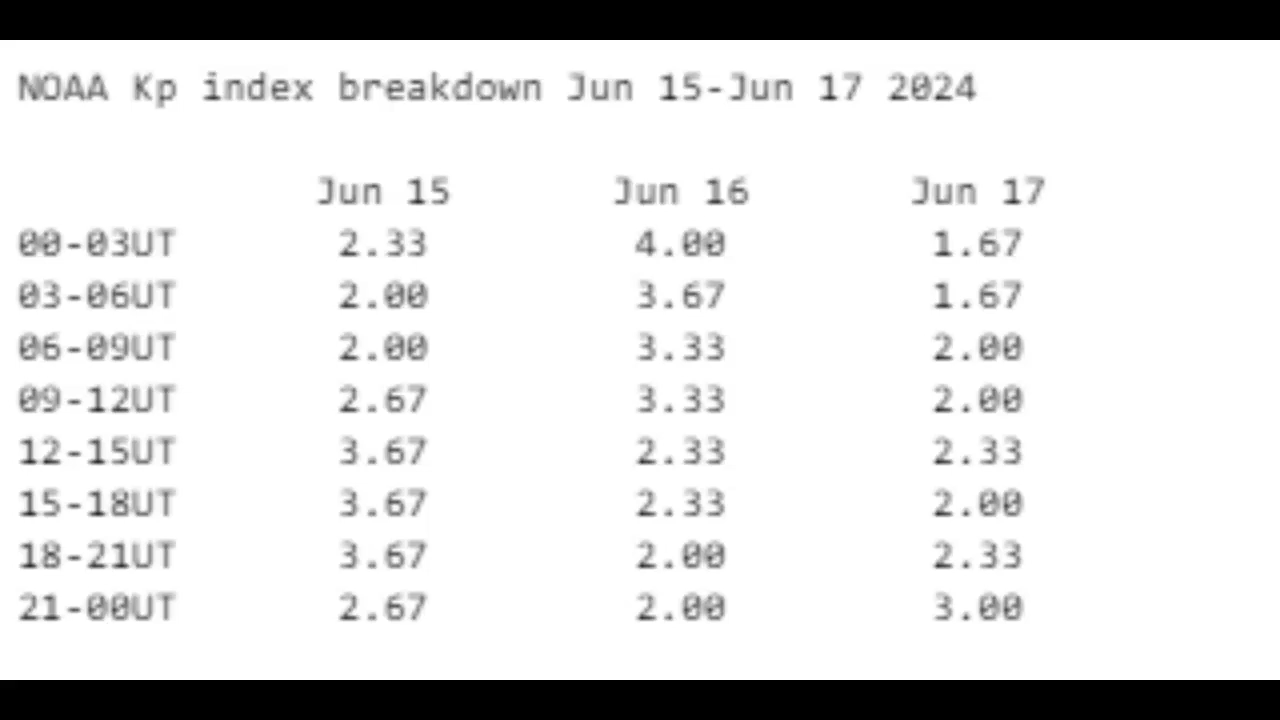 NOAA Kp index breakdown Jun 15-Jun 17 2024
Jun 15 Jun 16 Jun 17
00-03UT 2.33 4.00 1.67
03-06UT 2.00 3.67 1.67
06-09UT 2.00 3.33 2.00
09-12UT 2.67 3.33 2.00
12-15UT 3.67 2.33 2.33
15-18UT 3.67 2.33 2.00
18-21UT 3.67 2.00 2.33
21-00UT 2.67 2.00 3.00